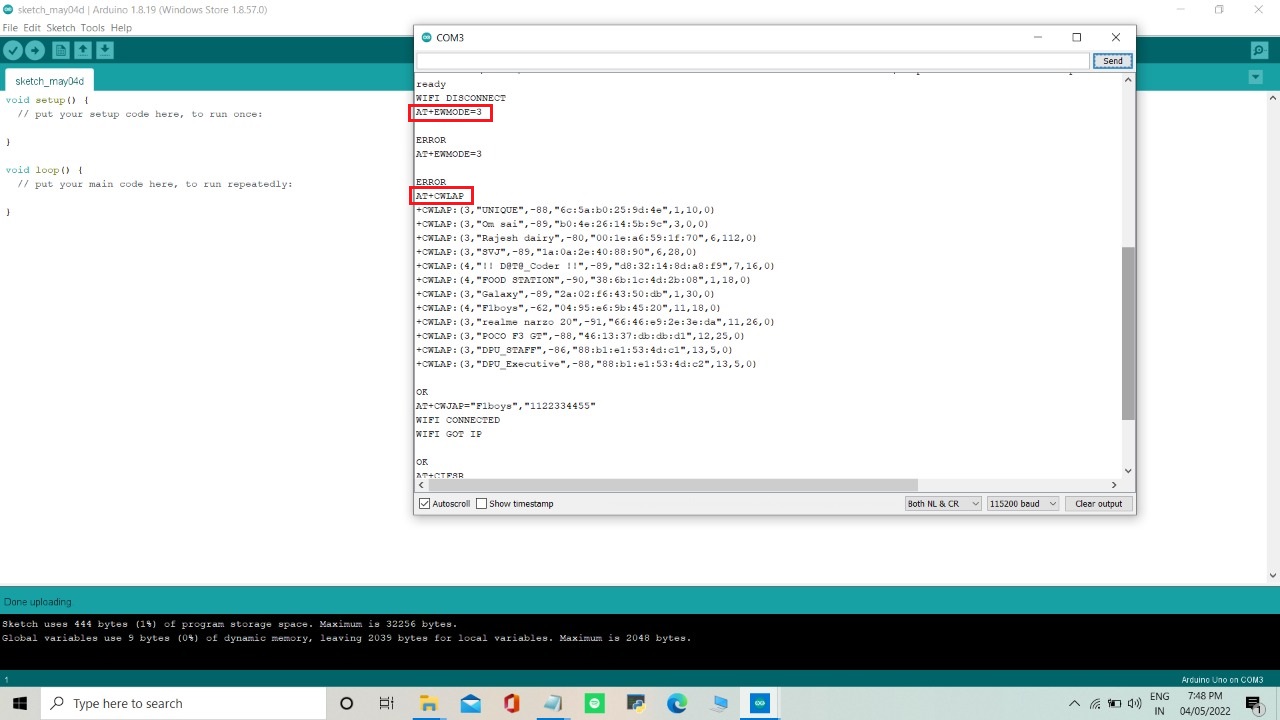 sketch_may04d | Arduino 1.8.19 (Windows Store 1.8.57.0)
File Edit Sketch Tools Help
sketch_may04d
void setup() {
// put your setup code here, to run once:
}
void loop() {
// put your main code here, to run repeatedly:
}
COM3
Send
ready
WIFI DISCONNECT
AT+EWMODE=3
ERROR
AT+EWMODE=3
ERROR
AT+CWLAP
+CWLAP:(3,"UNIQUE",-88,"6c:5a:b0:25:9d:4e",1,10,0)
+CWLAP:(3,"Om sai",-89,"b0:4e:26:14:5b:9c",3,0,0)
+CWLAP:(3,"Rajesh dairy",-80,"00:1e:a6:59:1f:70",6,112,0)
+CWLAP:(3,"SVJ",-89,"1a:0a:2e:40:88:90",6,28,0)
+CWLAP:(4,"!! D@T@_Coder !!",-89,"d8:32:14:8d:a8:f9",7,16,0)
+CWLAP:(4,"FOOD STATION",-90,"38:6b:1c:4d:2b:08",1,18,0)
+CWLAP:(3,"Galaxy",-89,"2a:02:f6:43:50:db",1,30,0)
+CWLAP:(4,"F1boys",-62,"04:95:e6:9b:45:20",11,18,0)
+CWLAP:(3,"realme narzo 20",-91,"66:46:e9:2e:3e:da",11,26,0)
+CWLAP:(3,"POCO F3 GT",-88,"46:13:37:db:db:d1",12,25,0)
+CWLAP:(3,"DPU_STAFF",-86,"88:b1:e1:53:4d:c1",13,5,0)
+CWLAP:(3,"DPU_Executive",-88,"88:b1:e1:53:4d:c2",13,5,0)
OK
AT+CWJAP="F1boys","1122334455"
WIFI CONNECTED
WIFI GOT IP
OK
AT+CIFSR
Autoscroll Show timestamp Both NL & CR 115200 baud Clear output
Done uploading.
Sketch uses 444 bytes (1%) of program storage space. Maximum is 32256 bytes.
Global variables use 9 bytes (0%) of dynamic memory, leaving 2039 bytes for local variables. Maximum is 2048 bytes.
1 Arduino Uno on COM3
Type here to search
ENG
IN
7:48 PM
04/05/2022
1